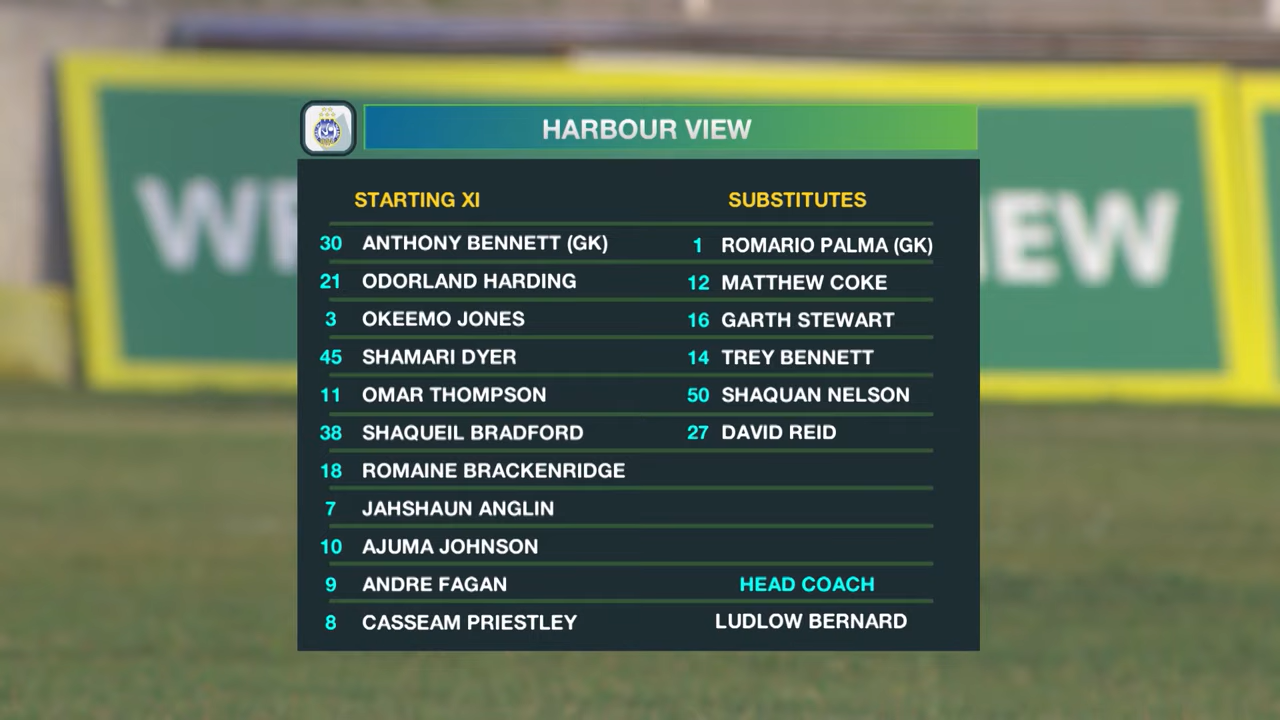 HARBOUR VIEW
STARTING XI
30 ANTHONY BENNETT (GK)
21 ODORLAND HARDING
3 OKEEMO JONES
45 SHAMARI DYER
11 OMAR THOMPSON
38 SHAQUEIL BRADFORD
18 ROMAINE BRACKENRIDGE
7 JAHSHAUN ANGLIN
10 AJUMA JOHNSON
9 ANDRE FAGAN
8 CASSEAM PRIESTLEY
SUBSTITUTES
1 ROMARIO PALMA (GK)
12 MATTHEW COKE
16 GARTH STEWART
14 TREY BENNETT
50 SHAQUAN NELSON
27 DAVID REID
HEAD COACH
LUDLOW BERNARD